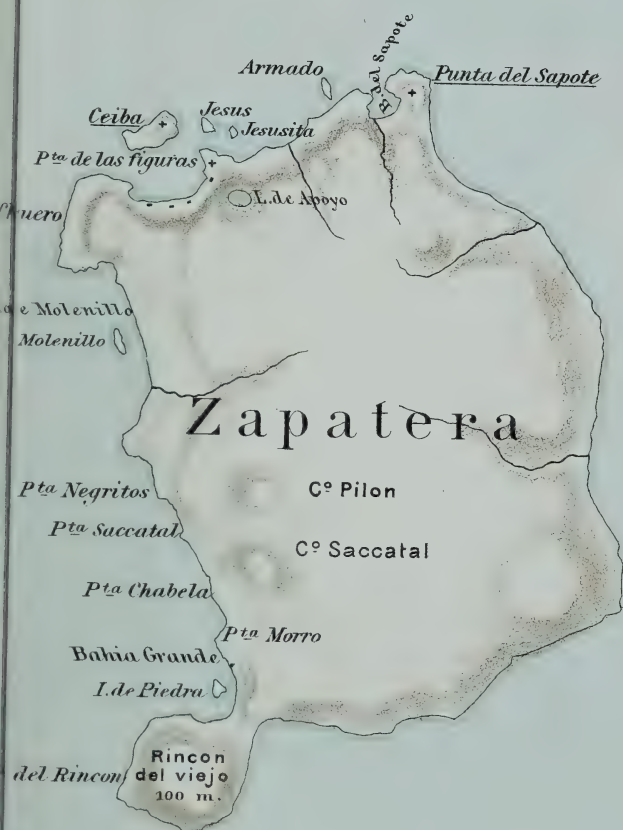 B. del Sapote
Armado
Punta del Sapote
Ceiba
Jesus
Jesusita
Pta de las figuras
L. de Apoyo
Molenillo
Molenillo
Zapatera
Pta Negritos
Co Pilon
Pta Saccatal
Co Saccatal
Pta Chabela
Pta Morro
Bahia Grande
I. de Piedra
del Rincon
Rincon
del viejo
100 m.